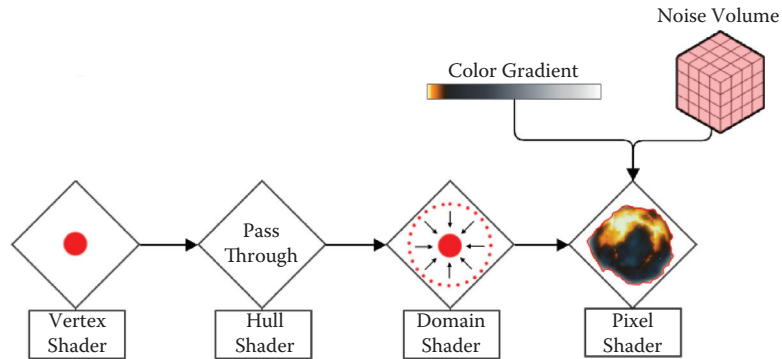 Noise Volume
Color Gradient
Pass
Through
Vertex
Shader
Hull
Shader
Domain
Shader
Pixel
Shader